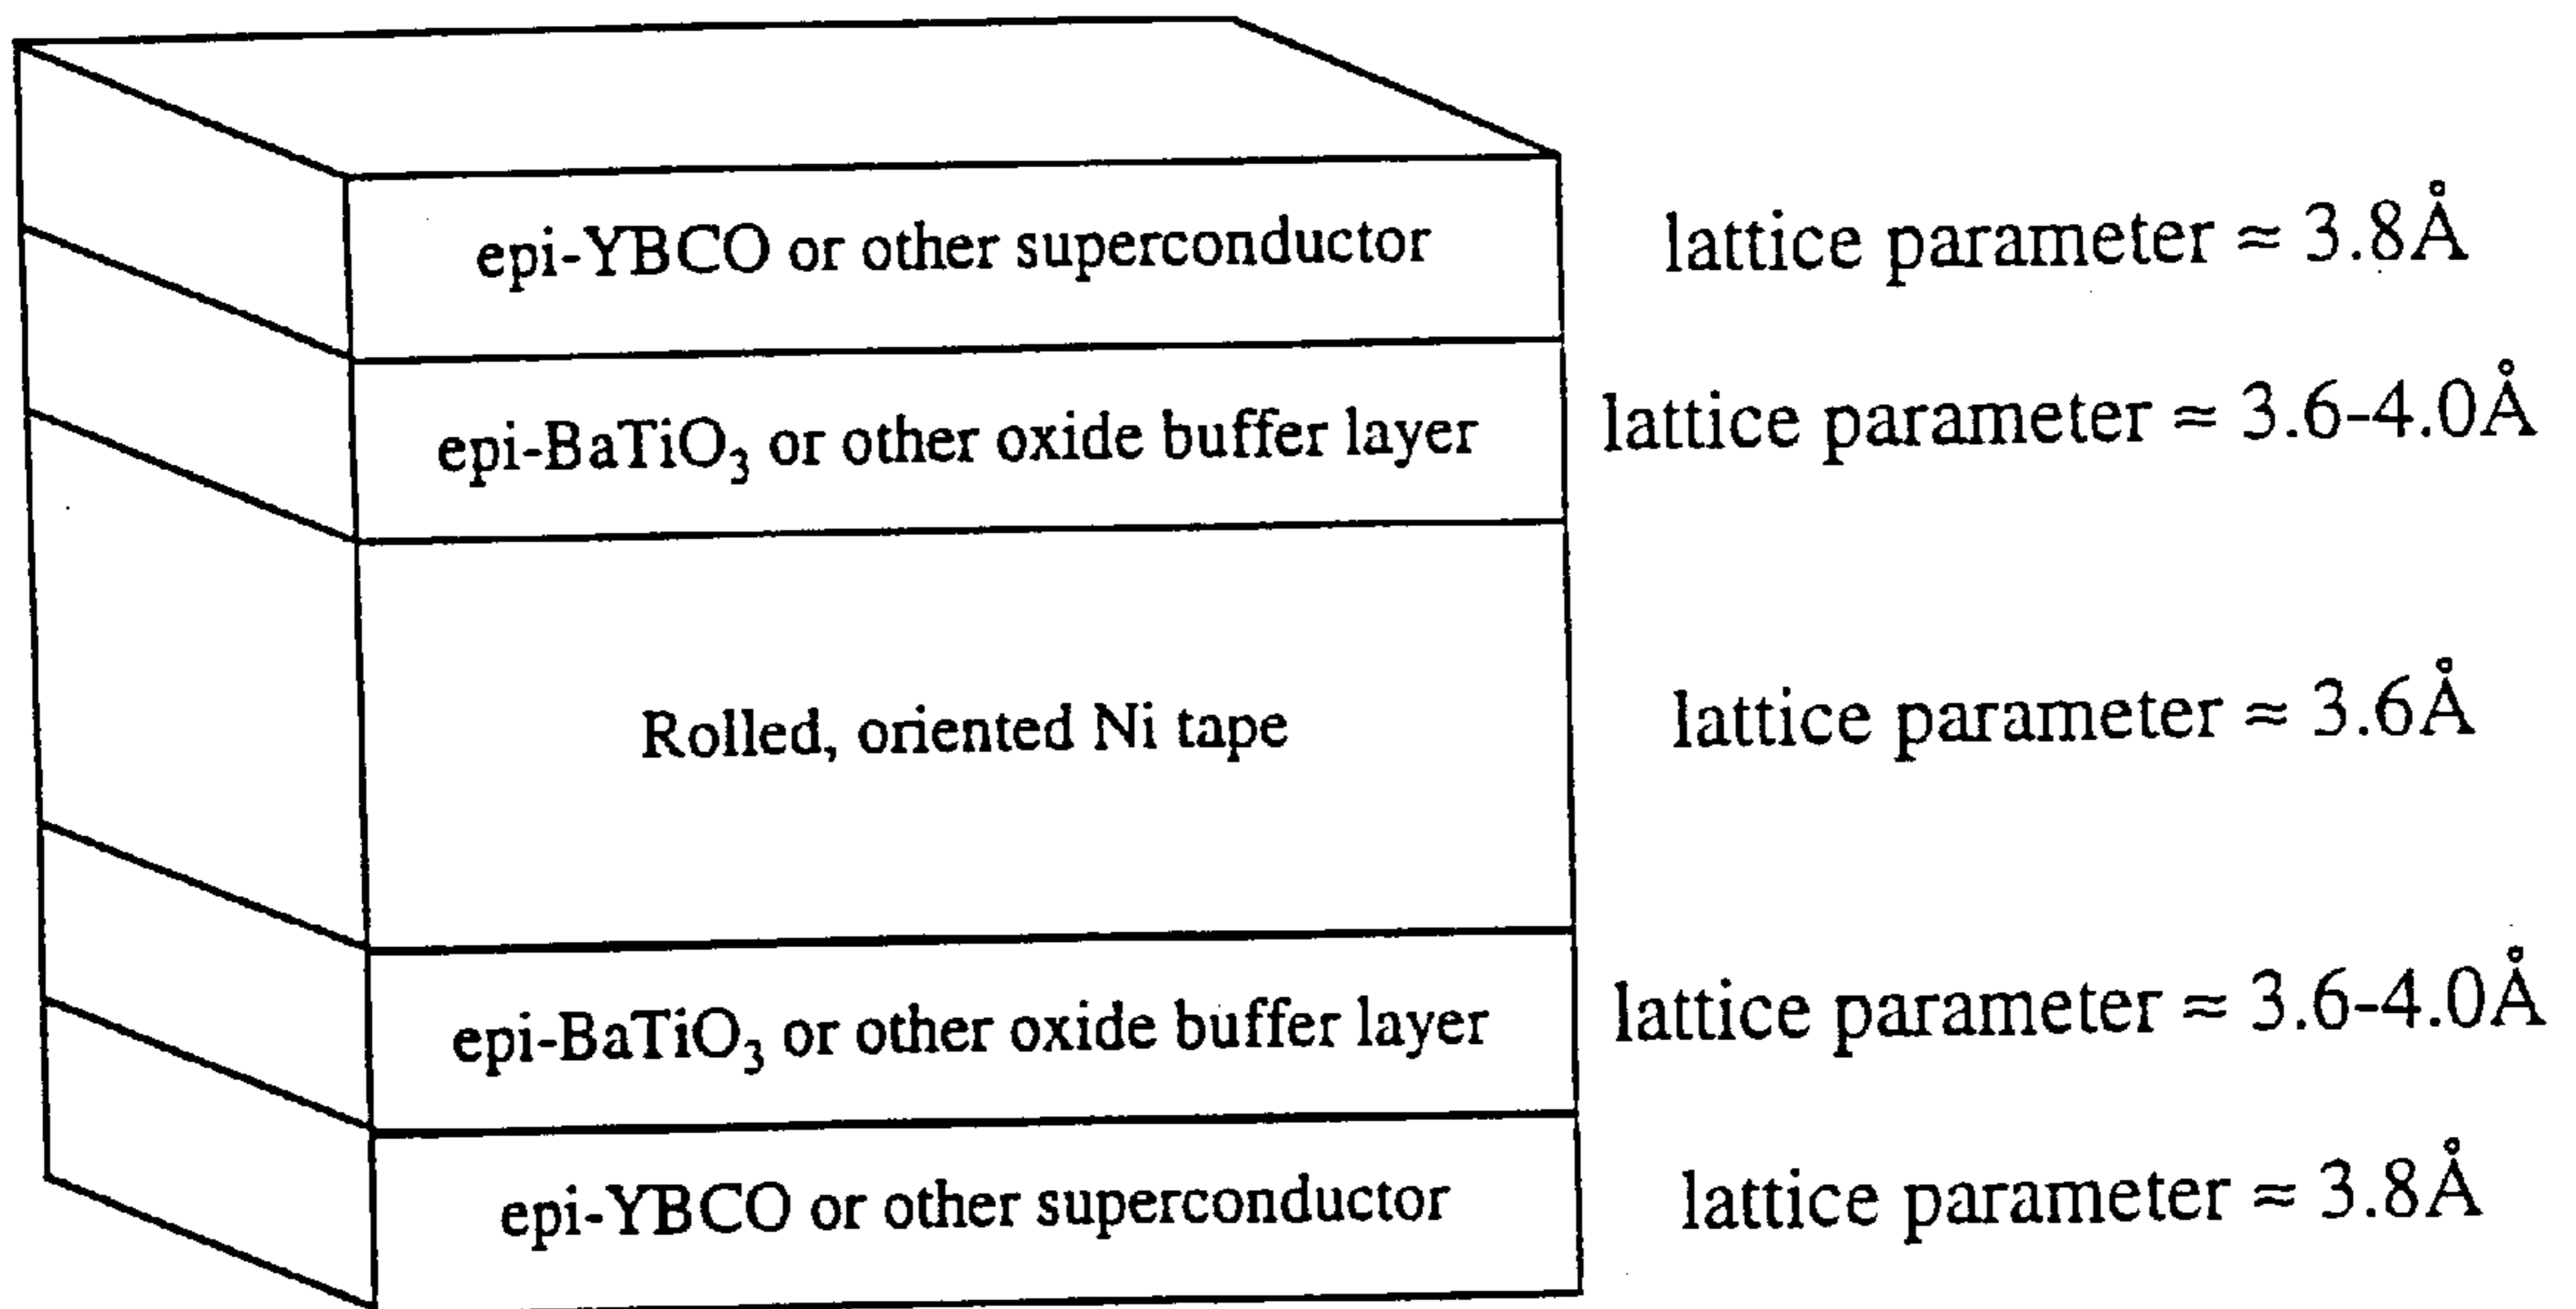 epi-YBCO or other superconductor lattice parameter ≈ 3.8Å
epi-BaTiO₃ or other oxide buffer layer lattice parameter ≈ 3.6-4.0Å
Rolled, oriented Ni tape lattice parameter ≈ 3.6Å
epi-BaTiO₃ or other oxide buffer layer lattice parameter ≈ 3.6-4.0Å
epi-YBCO or other superconductor lattice parameter ≈ 3.8Å